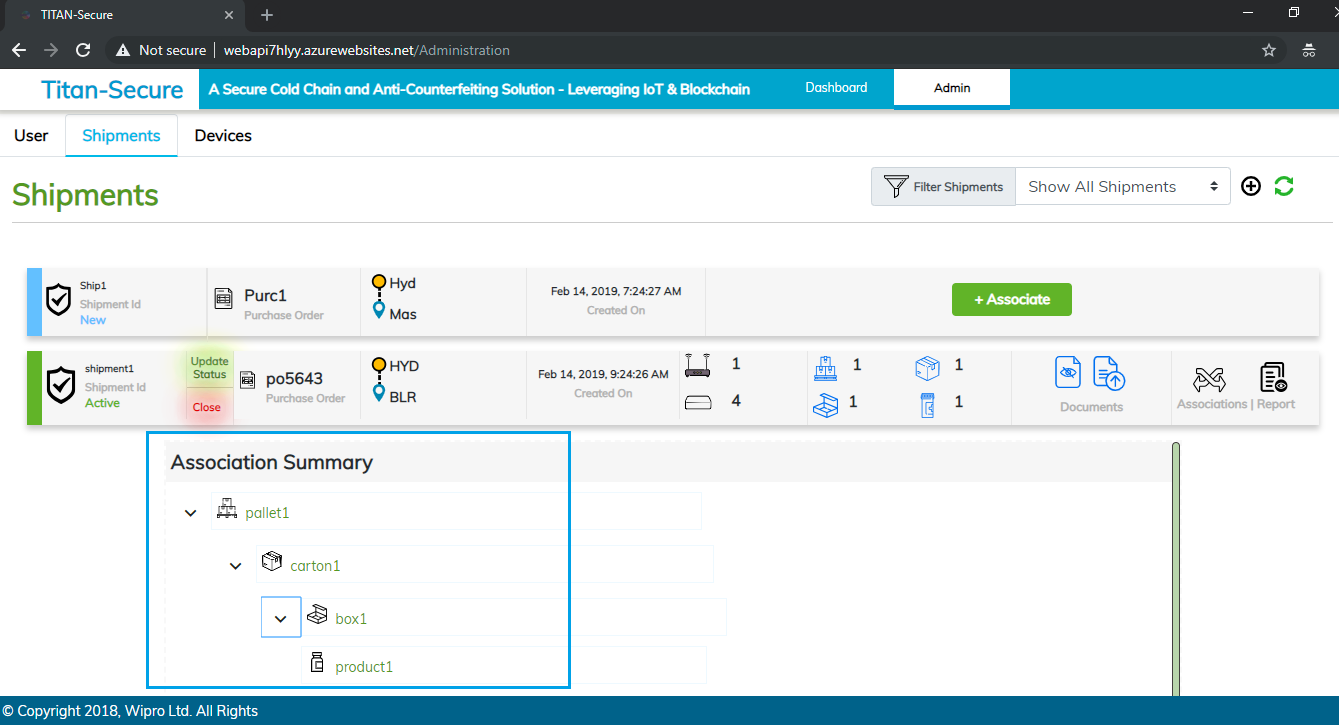 TITAN-Secure
Not secure
webapi7hlyy.azurewebsites.net/Administration
Titan-Secure
A Secure Cold Chain and Anti-Counterfeiting Solution - Leveraging IoT & Blockchain
Dashboard
Admin
User
Shipments
Devices
Shipments
Filter Shipments
Show All Shipments
Ship1
Shipment Id
New
Purc1
Purchase Order
Hyd
Mas
Feb 14, 2019, 7:24:27 AM
Created On
+ Associate
shipment1
Shipment Id
Active
Update
Status
Close
po5643
Purchase Order
HYD
BLR
Feb 14, 2019, 9:24:26 AM
Created On
1
4
1
1
1
1
Documents
Associations | Report
Association Summary
pallet1
carton1
box1
product1
© Copyright 2018, Wipro Ltd. All Rights